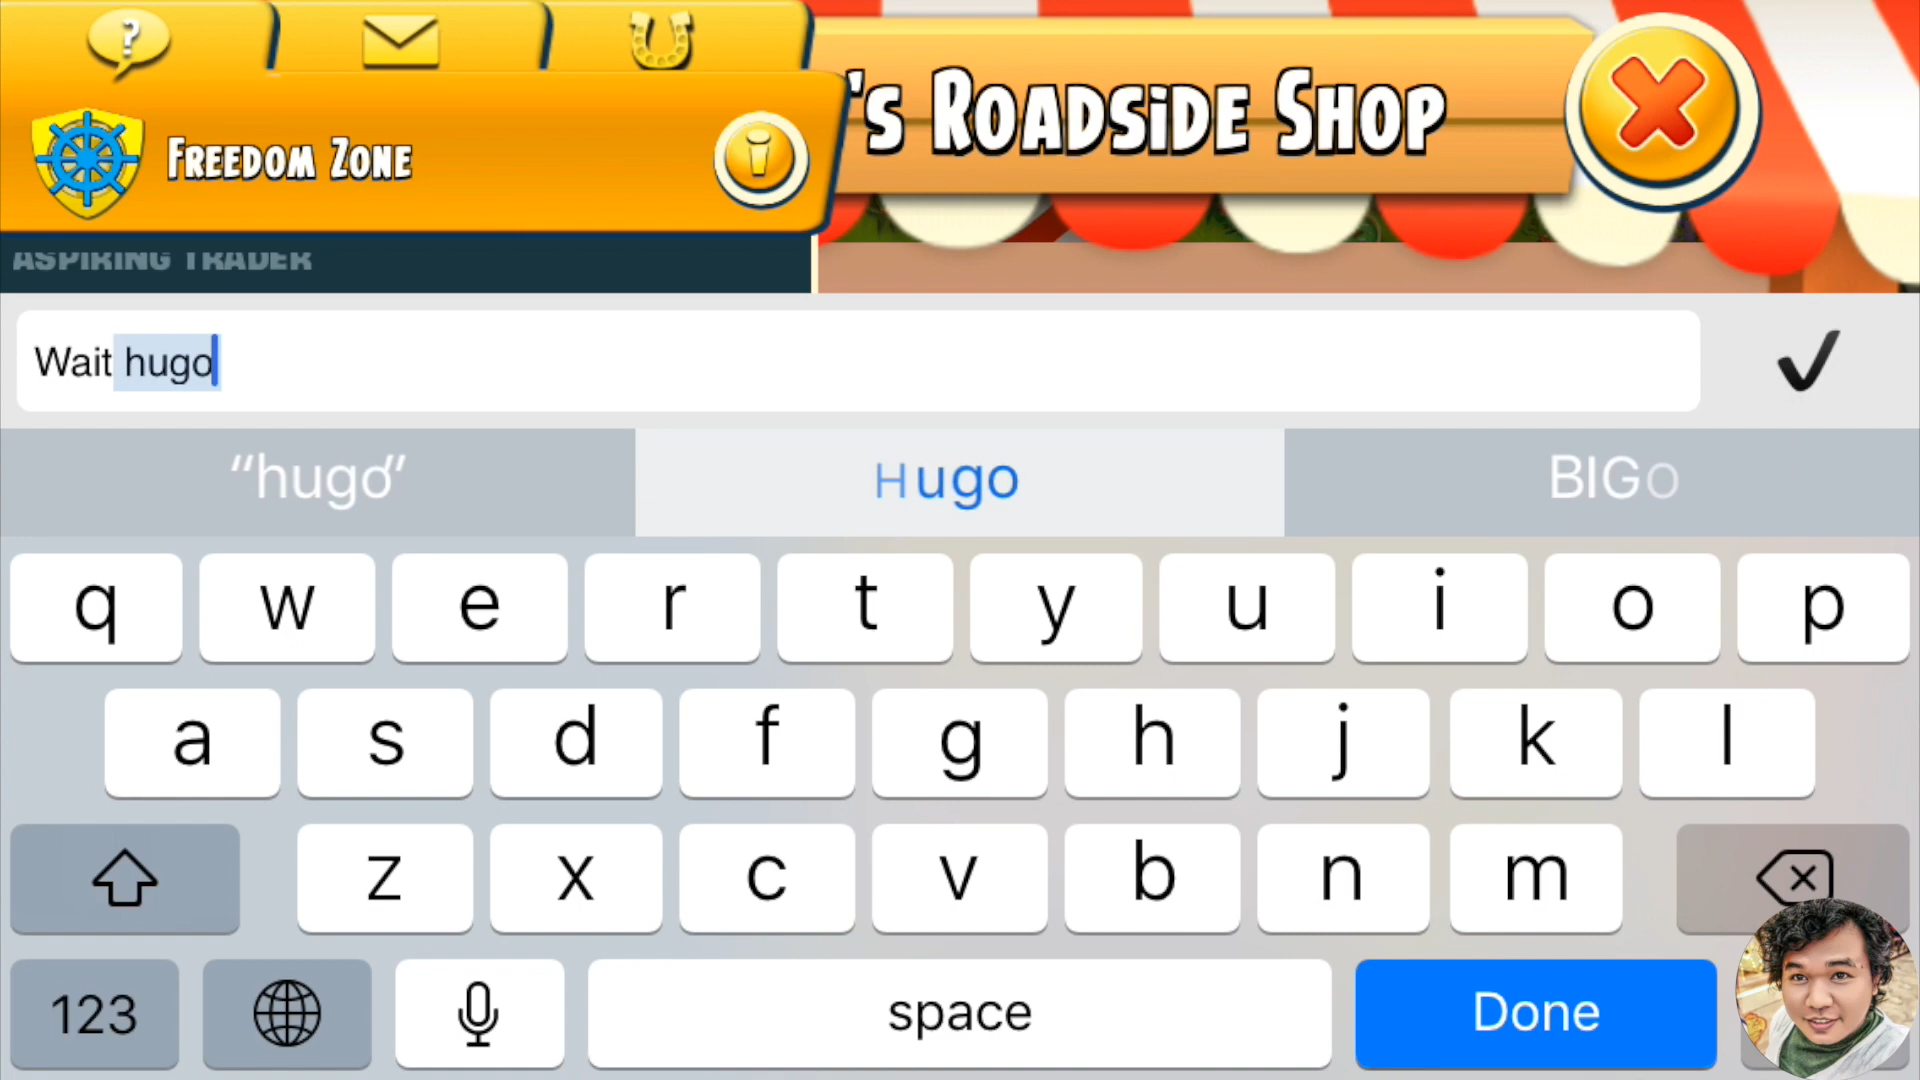 ?
'S ROADSIDE SHOP
FREEDOM ZONE
i
ASPIRING TRADER
Wait hugo
“hugo” Hugo BIGO
q w e r t y u i o p
a s d f g h j k l
z x c v b n m
123 space Done